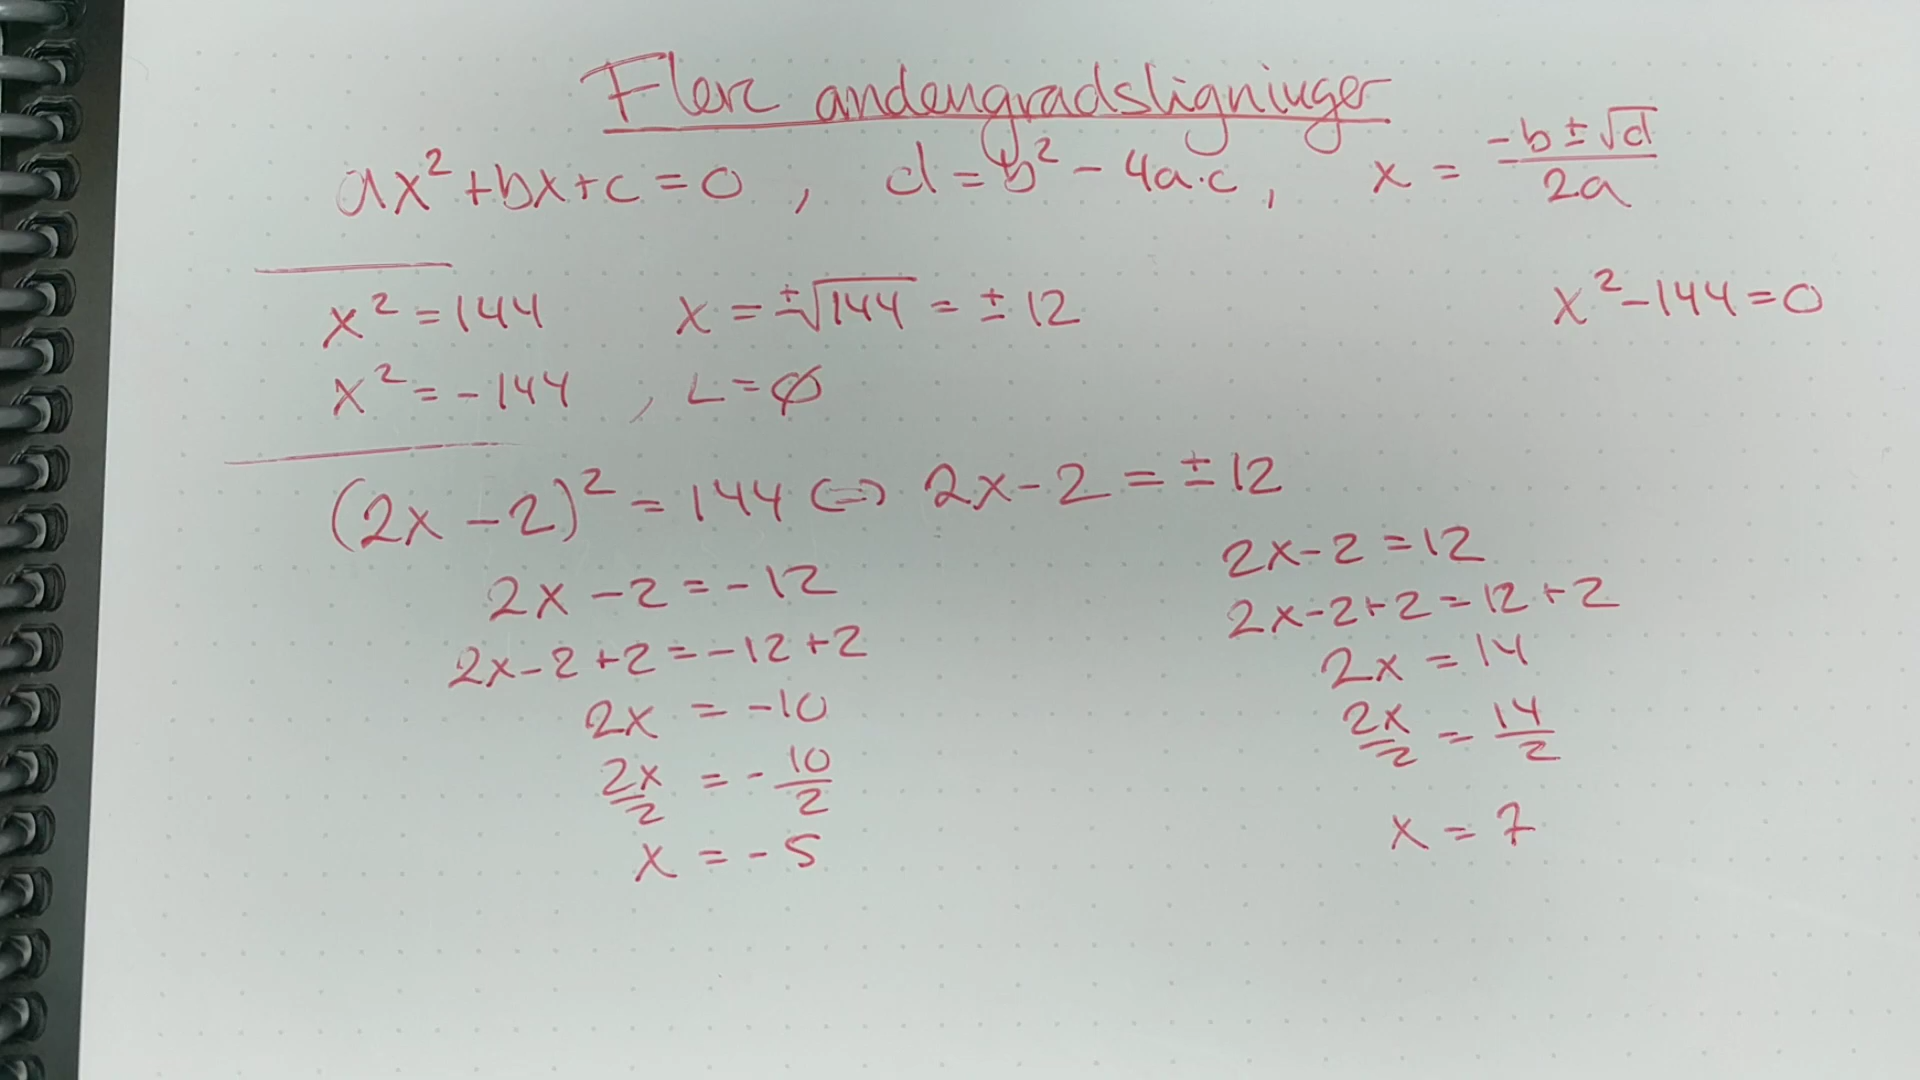 Flere andengradsligninger
ax² + bx + c = 0 , d = b² - 4a·c , x = (-b ± √d)/(2a)
x² = 144 x = ±√144 = ± 12 x² - 144 = 0
x² = -144 , L = ∅
(2x - 2)² = 144 ⇔ 2x - 2 = ± 12
2x - 2 = -12
2x - 2 + 2 = -12 + 2
2x = -10
2x/2 = - 10/2
x = -5
2x - 2 = 12
2x - 2 + 2 = 12 + 2
2x = 14
2x/2 = 14/2
x = 7